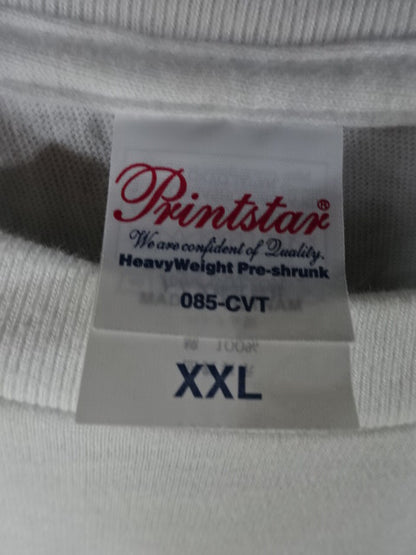 Printstar®
We are confident of Quality.
HeavyWeight Pre-shrunk
085-CVT
XXL